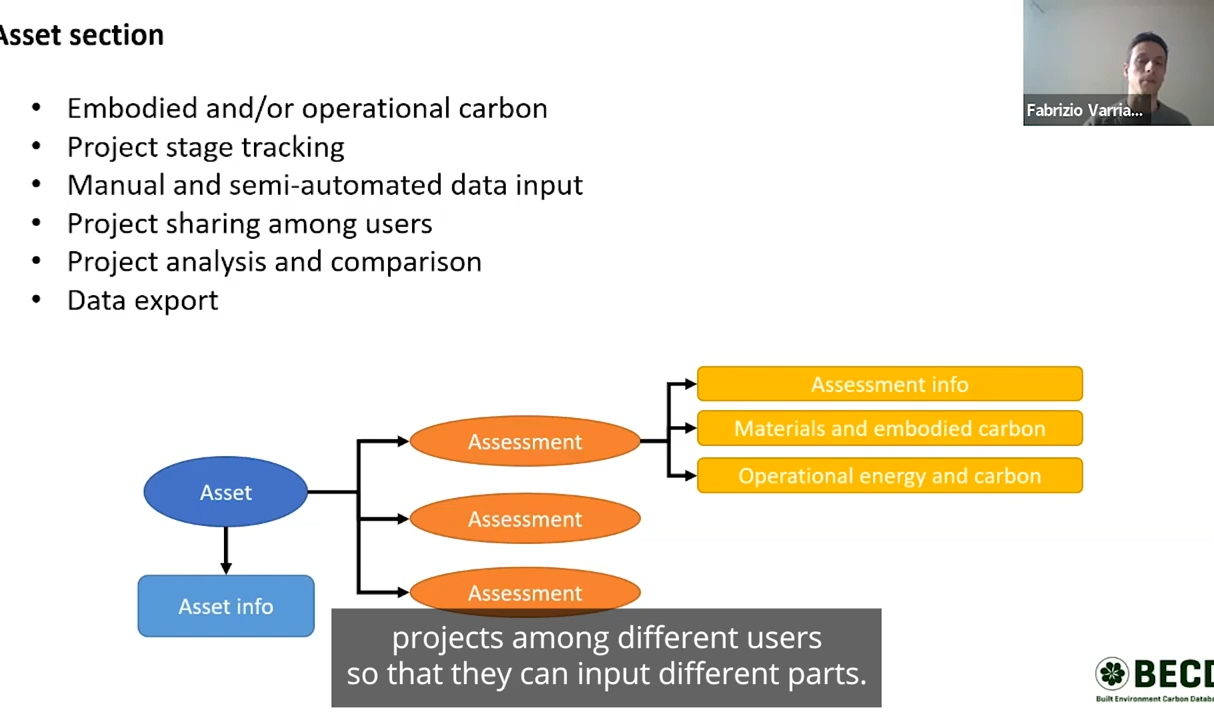 Asset section
Fabrizio Varria...
• Embodied and/or operational carbon
• Project stage tracking
• Manual and semi-automated data input
• Project sharing among users
• Project analysis and comparison
• Data export
Assessment info
Materials and embodied carbon
Operational energy and carbon
Assessment
Asset
Assessment
Assessment
Asset info
projects among different users
so that they can input different parts.
BECD
Built Environment Carbon Databa